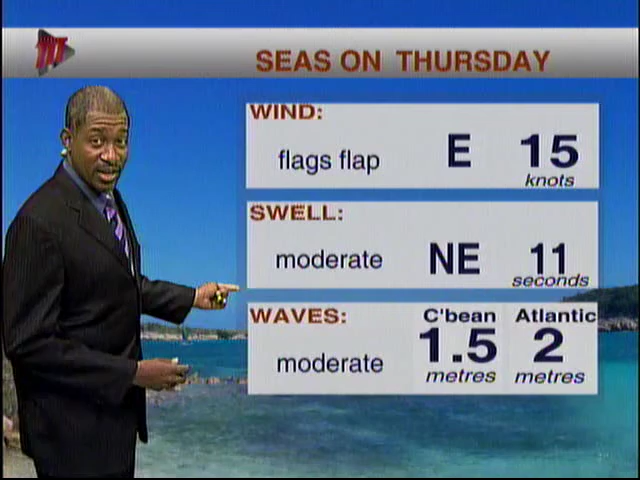 SEAS ON THURSDAY
WIND:
flags flap E 15
knots
SWELL:
moderate NE 11
seconds
WAVES: C'bean Atlantic
moderate 1.5 2
metres metres